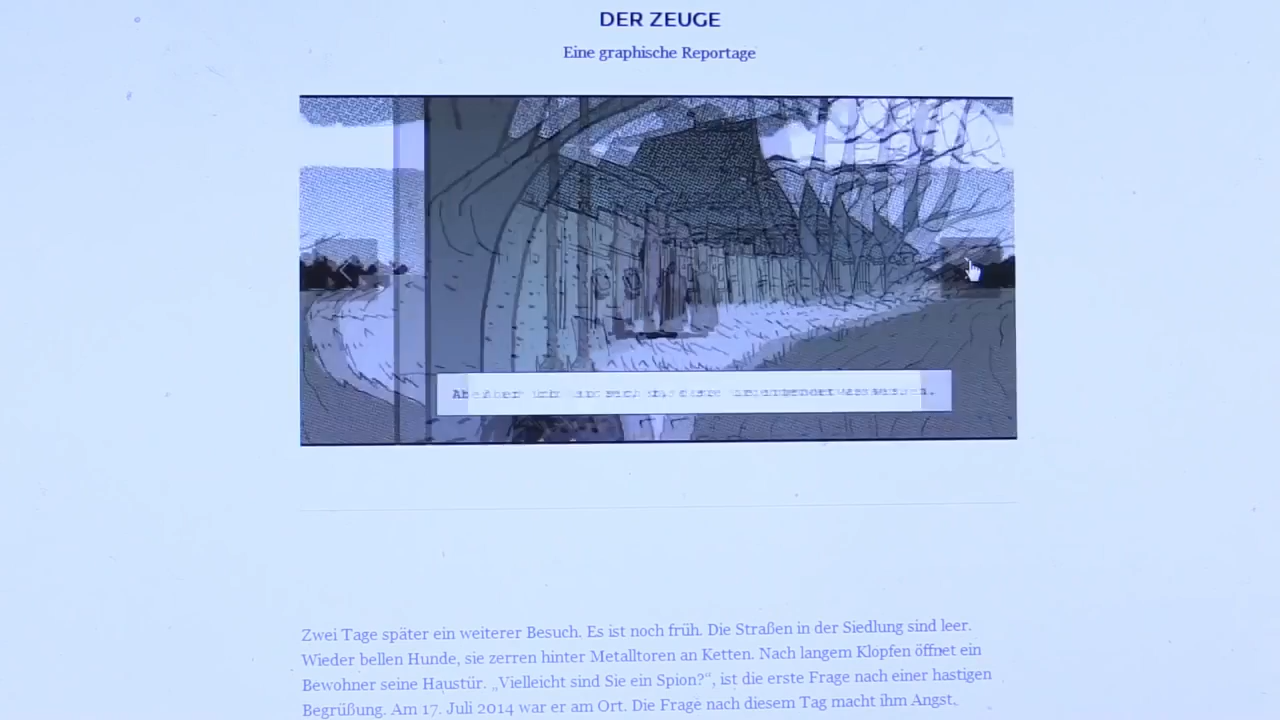 DER ZEUGE
Eine graphische Reportage
Zwei Tage später ein weiterer Besuch. Es ist noch früh. Die Straßen in der Siedlung sind leer.
Wieder bellen Hunde, sie zerren hinter Metalltoren an Ketten. Nach langem Klopfen öffnet ein
Bewohner seine Haustür. „Vielleicht sind Sie ein Spion?“, ist die erste Frage nach einer hastigen
Begrüßung. Am 17. Juli 2014 war er am Ort. Die Frage nach diesem Tag macht ihm Angst.